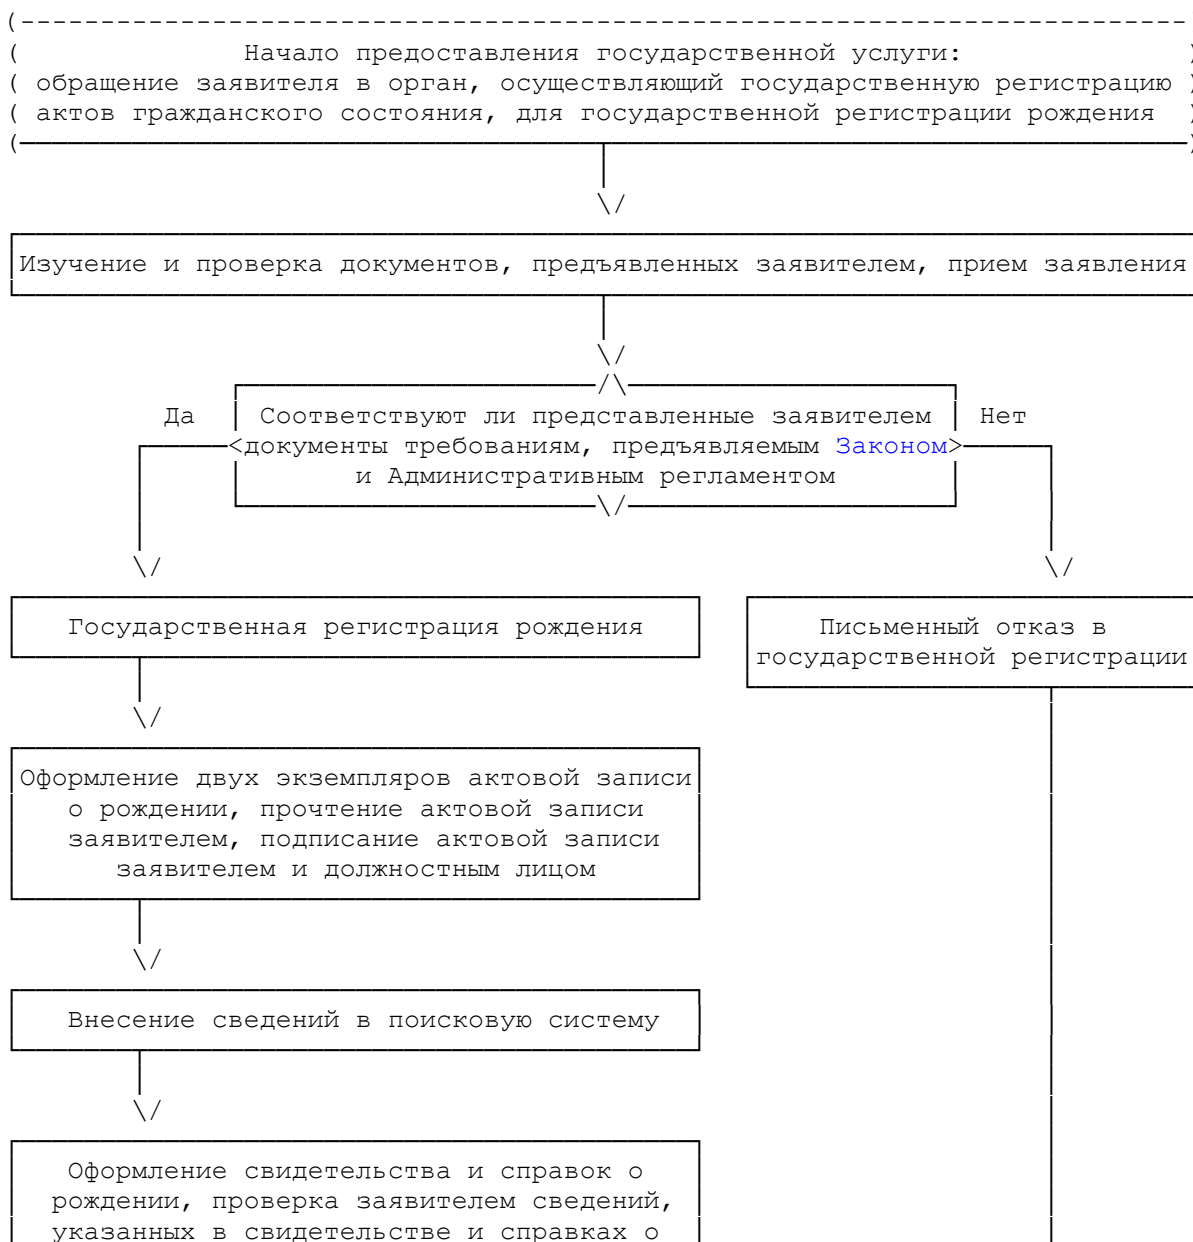 Начало предоставления государственной услуги:
обращение заявителя в орган, осуществляющий государственную регистрацию
актов гражданского состояния, для государственной регистрации рождения
Изучение и проверка документов, предъявленных заявителем, прием заявления
Да
Соответствуют ли представленные заявителем
документы требованиям, предъявляемым Законом
и Административным регламентом
Нет
Государственная регистрация рождения
Письменный отказ в
государственной регистрации
Оформление двух экземпляров актовой записи
о рождении, прочтение актовой записи
заявителем, подписание актовой записи
заявителем и должностным лицом
Внесение сведений в поисковую систему
Оформление свидетельства и справок о
рождении, проверка заявителем сведений,
указанных в свидетельстве и справках о